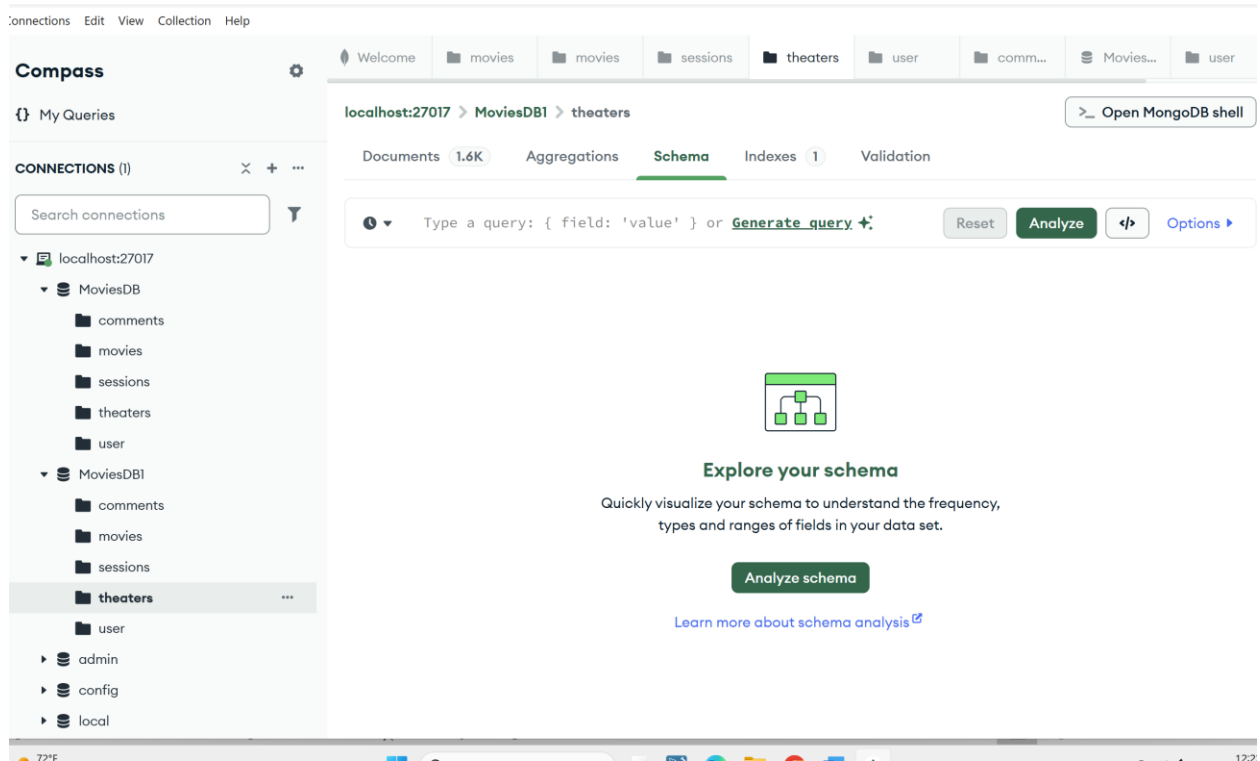 Connections Edit View Collection Help
Compass
{} My Queries
CONNECTIONS (1)
Search connections
localhost:27017
MoviesDB
comments
movies
sessions
theaters
user
MoviesDB1
comments
movies
sessions
theaters
user
admin
config
local
Welcome movies movies sessions theaters user comm... Movies... user
localhost:27017 > MoviesDB1 > theaters
>_ Open MongoDB shell
Documents 1.6K Aggregations Schema Indexes 1 Validation
Type a query: { field: 'value' } or Generate query
Reset Analyze </> Options
Explore your schema
Quickly visualize your schema to understand the frequency,
types and ranges of fields in your data set.
Analyze schema
Learn more about schema analysis
72°F